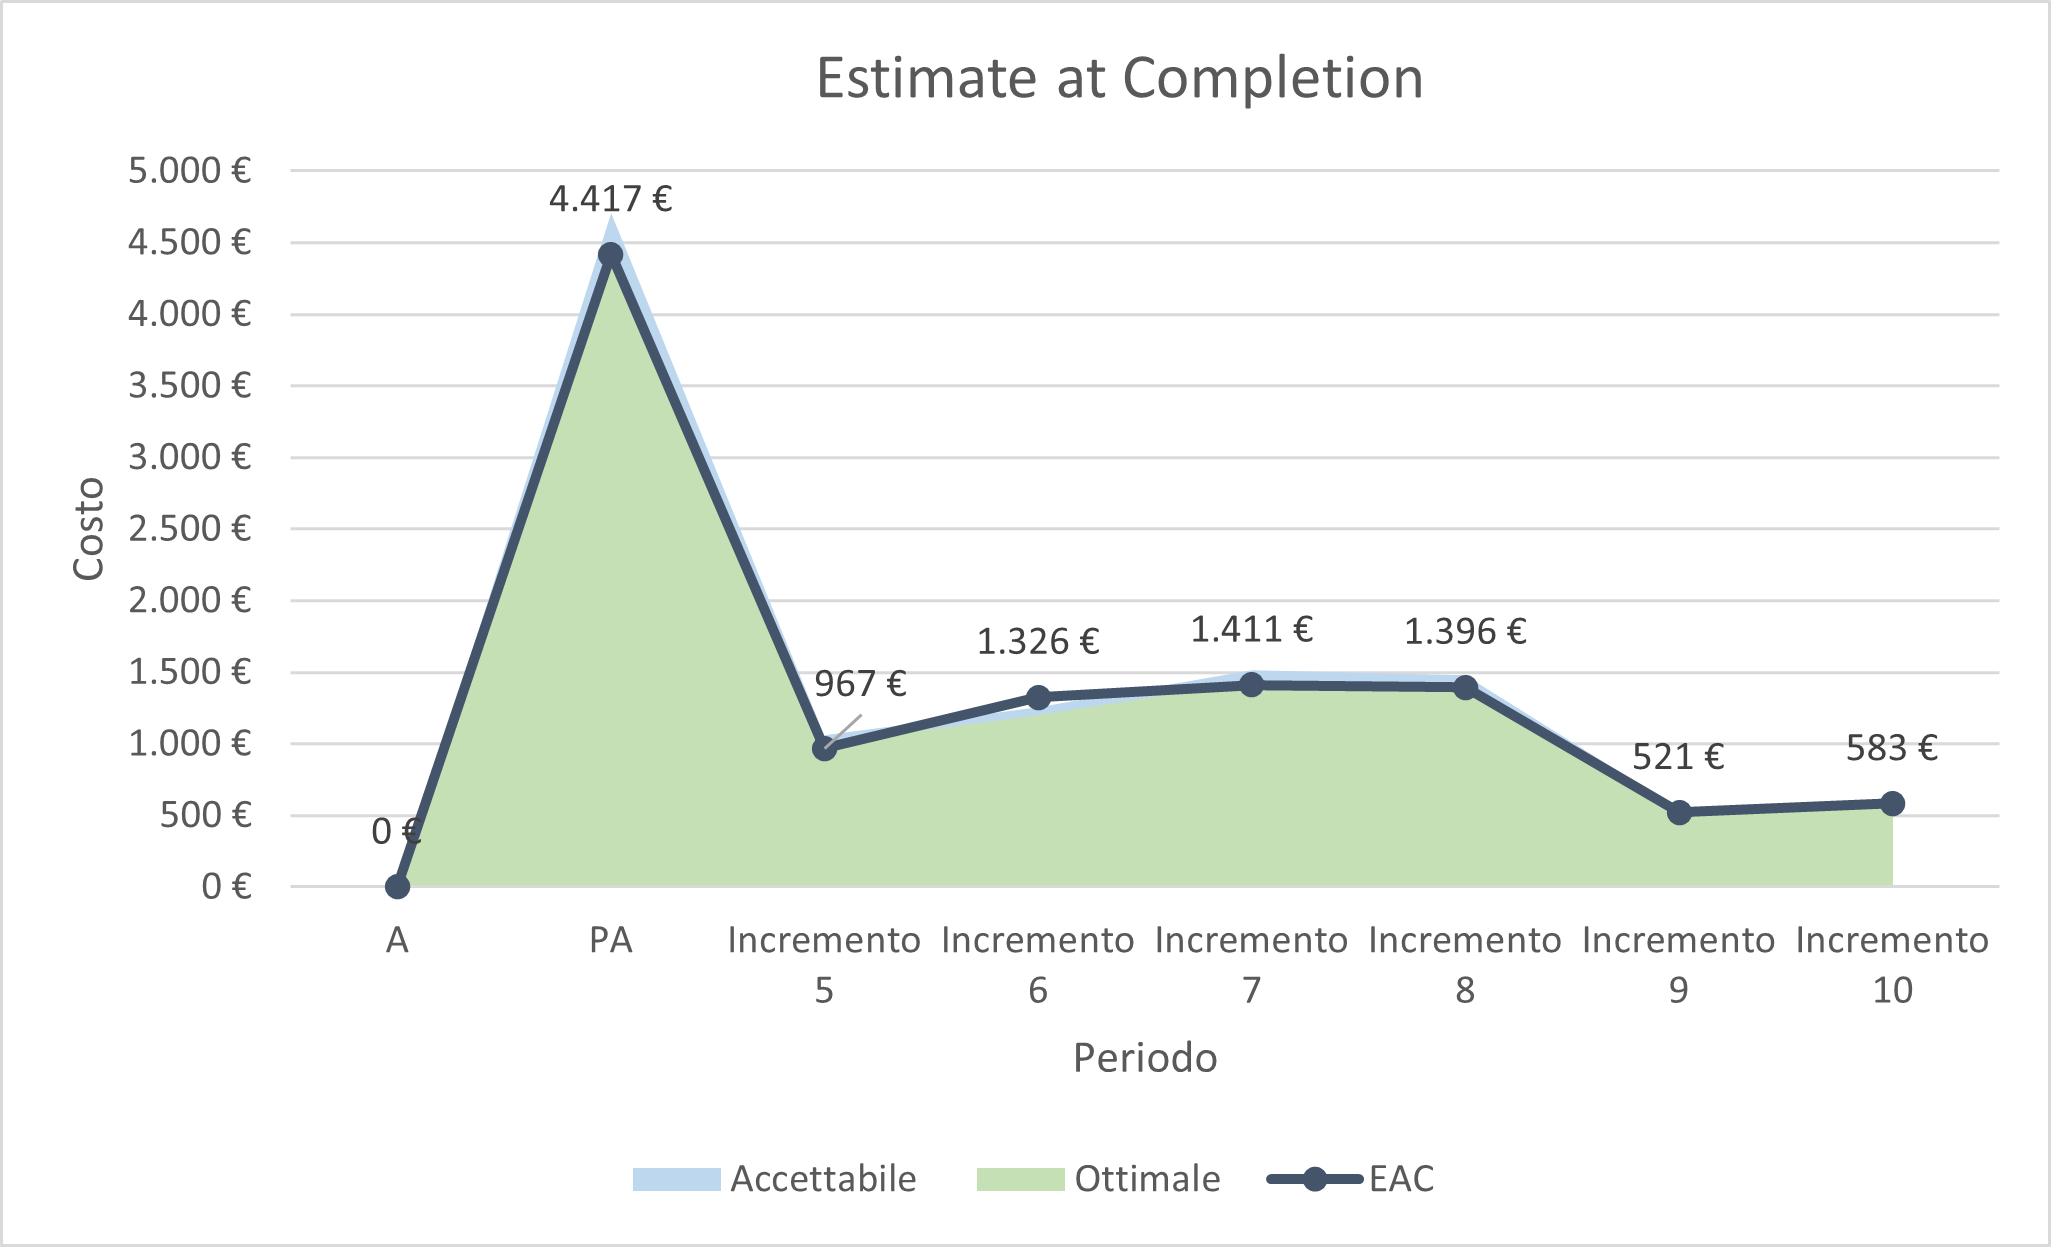 Estimate at Completion
5.000 €
4.500 €
4.000 €
3.500 €
3.000 €
2.500 €
2.000 €
1.500 €
1.000 €
500 €
0 €
Costo
0 €
4.417 €
967 €
1.326 €
1.411 €
1.396 €
521 €
583 €
A
PA
Incremento
5
Incremento
6
Incremento
7
Incremento
8
Incremento
9
Incremento
10
Periodo
Accettabile
Ottimale
EAC